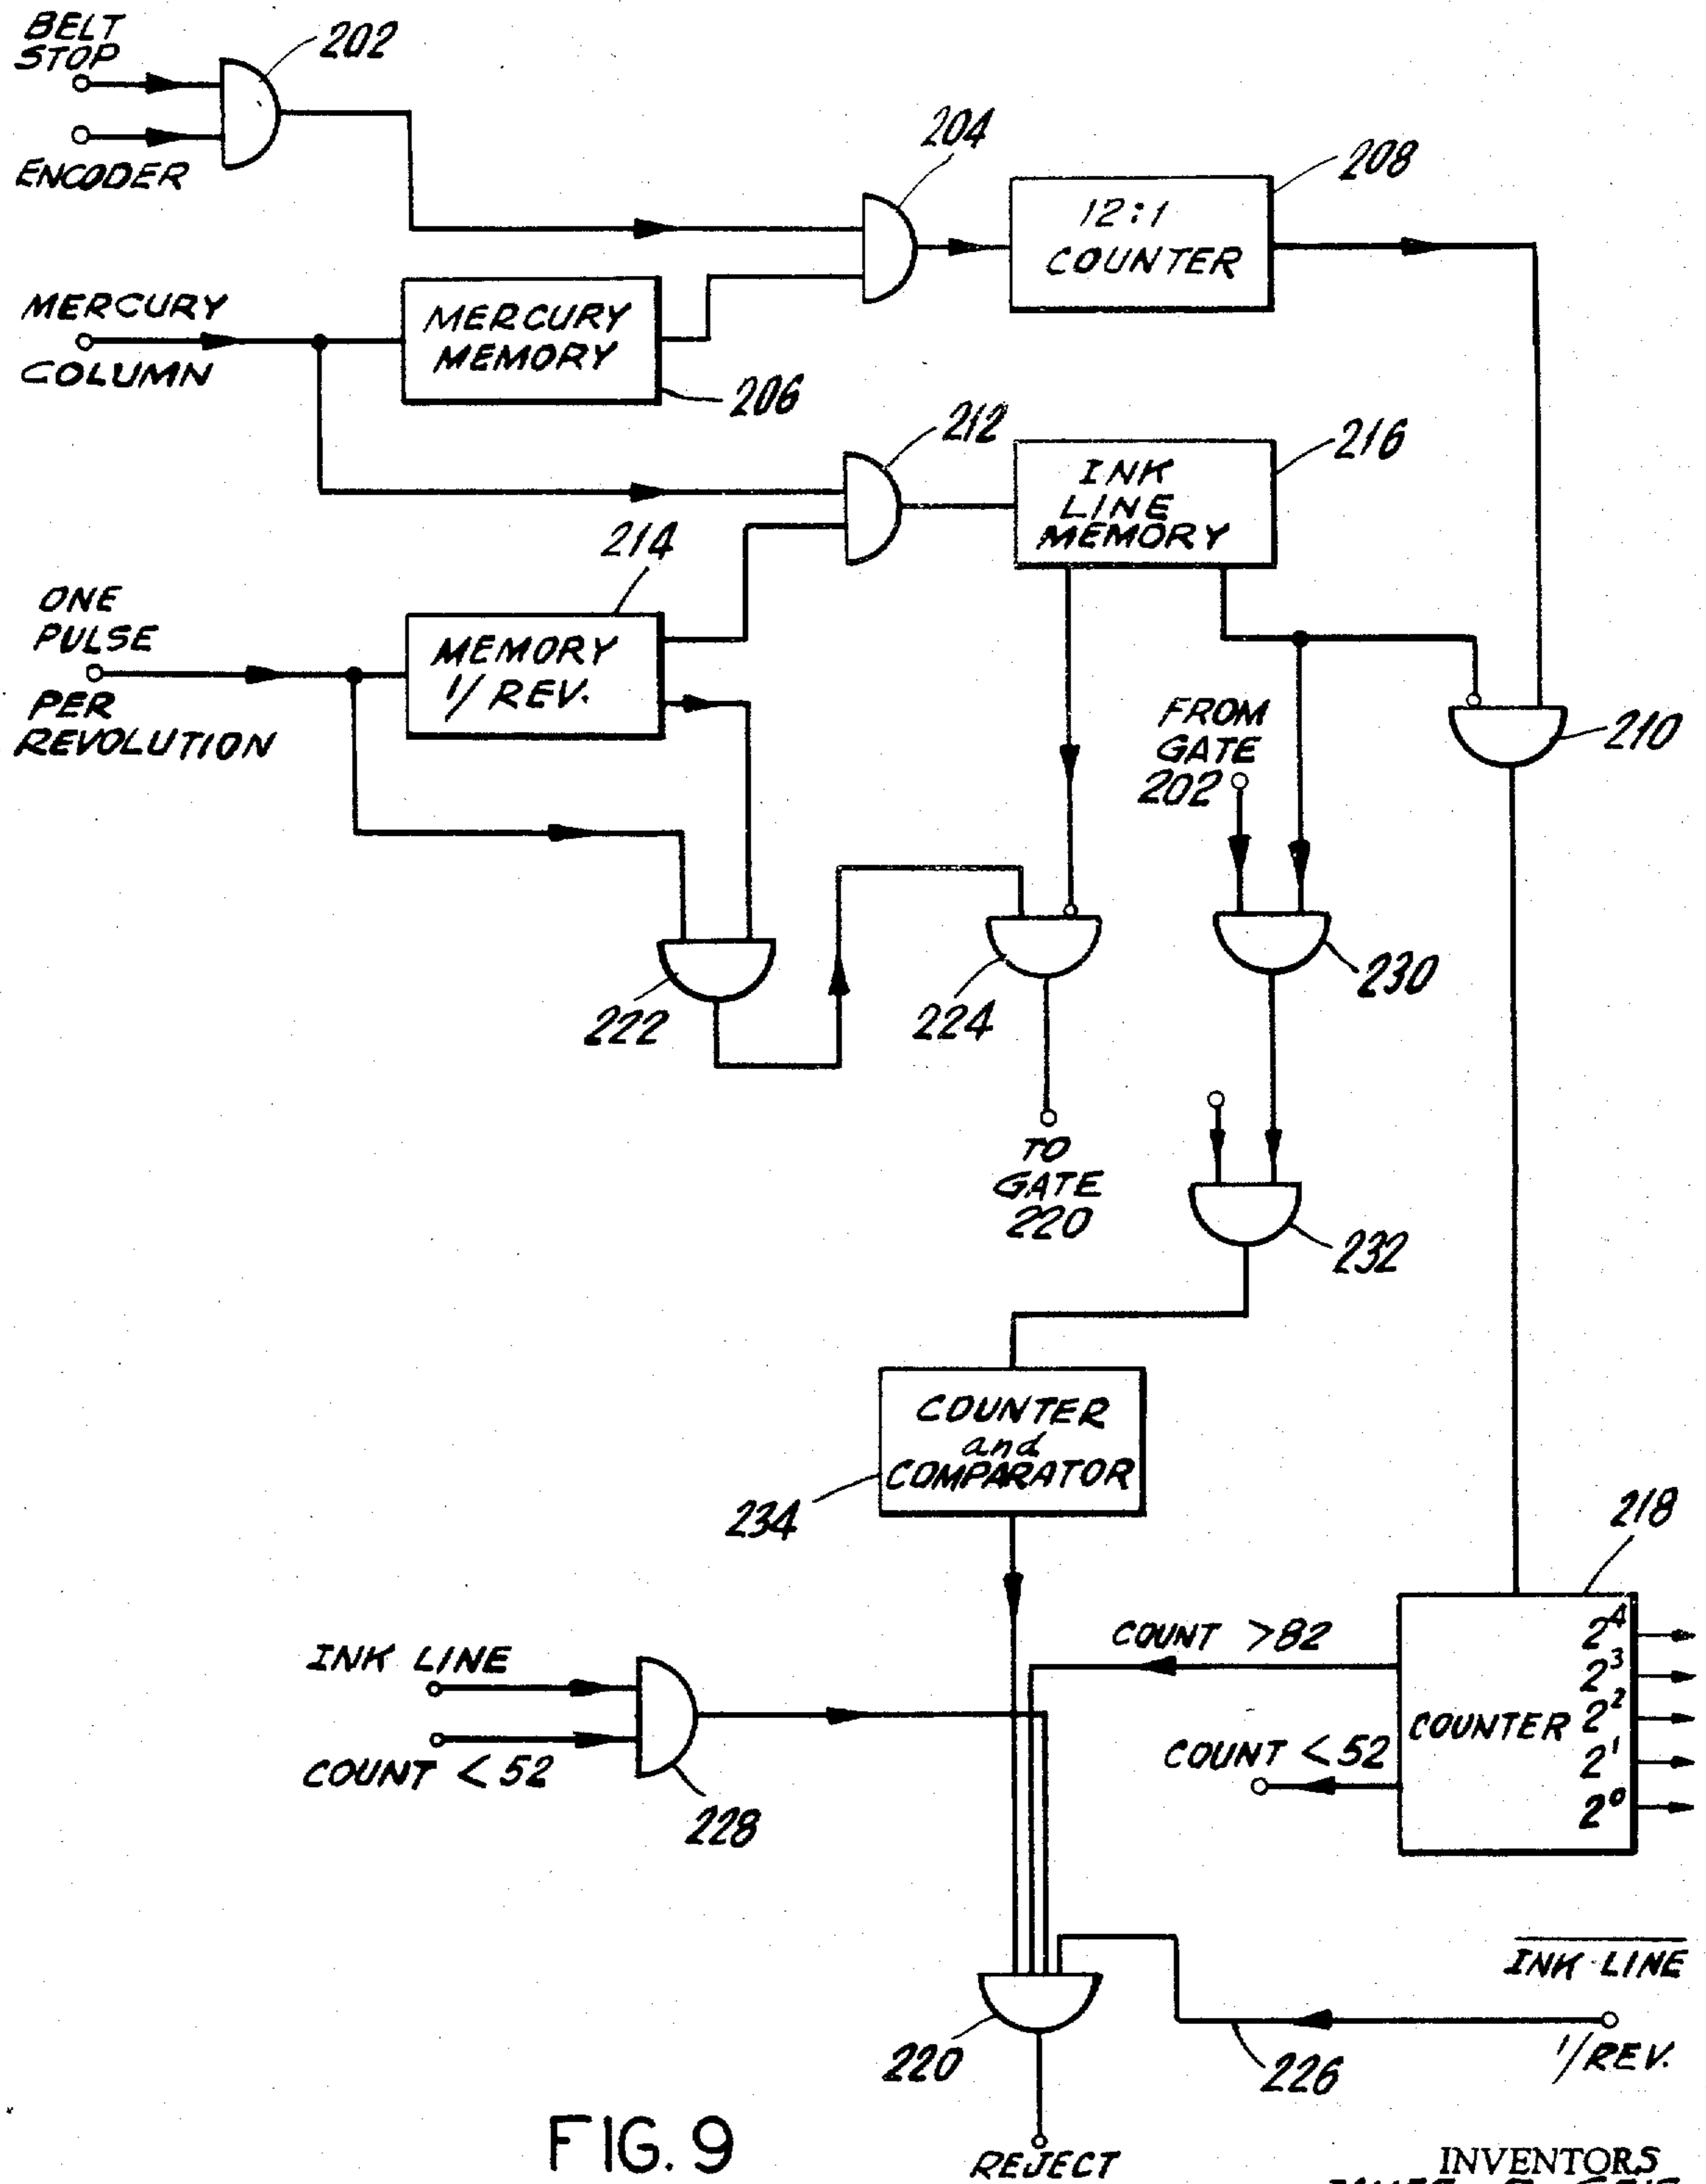 BELT
STOP
202
ENCODER
204
208
12:1
COUNTER
MERCURY
COLUMN
MERCURY
MEMORY
206
212
216
INK
LINE
MEMORY
214
ONE
PULSE
PER
REVOLUTION
MEMORY
1/REV.
FROM
GATE
202
210
222
224
230
TO
GATE
220
232
COUNTER
and
COMPARATOR
234
218
INK LINE
COUNT <52
228
COUNT >82
COUNT <52
COUNTER
2⁴
2³
2²
2¹
2⁰
INK LINE
1/REV.
226
220
REJECT
FIG. 9
INVENTORS